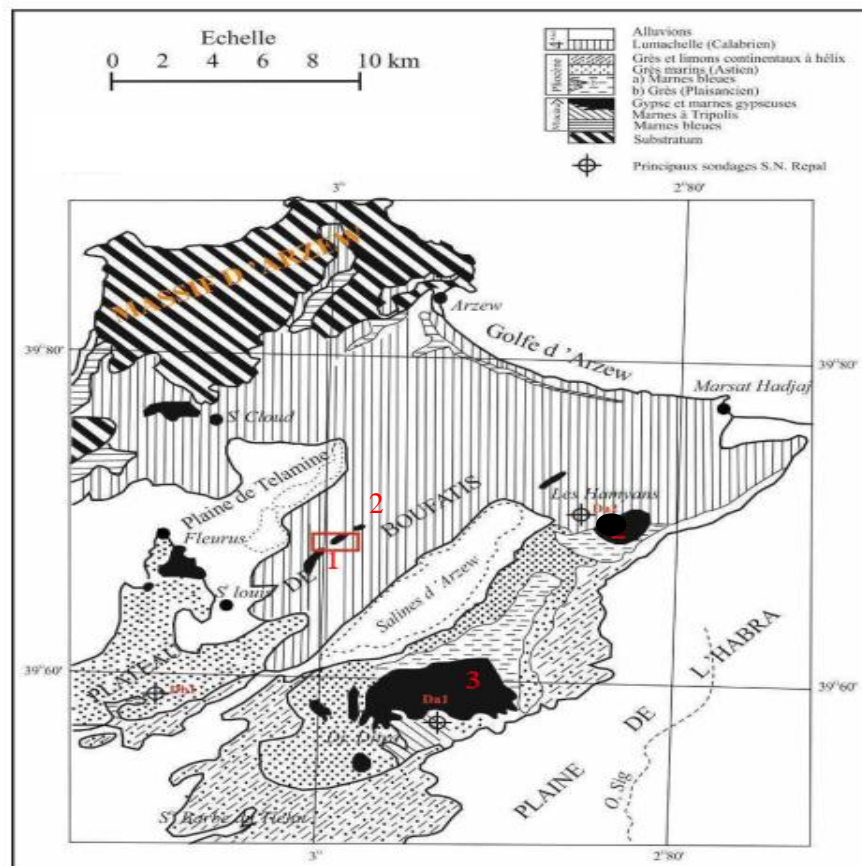 Echelle
0 2 4 6 8 10 km
4
Alluvions
Lumachelle (Calabrien)
Pliocène
Grès et limons continentaux à hélix
Grès marins (Astien)
a) Marnes bleues
b) Grès (Plaisancien)
Gypse et marnes gypseuses
Marnes à Tripolis
Marnes bleues
Substratum
Principaux sondages S.N. Repal
3"
2°80'
MASSIF D 'ARZEW
Arzew
Golfe d 'Arzew
39°80'
39°80'
Marsat Hadjaj
S' Cloud
Plaine de Telamine
2
Les Hamyans
BOUFATIS
Fleurus
1
DE
S' louis
Salines d' Arzew
L'HABRA
39°60'
39°60'
PLATEAU
3
Da1
DE
PLAINE
O. Sig
3"
2°80'